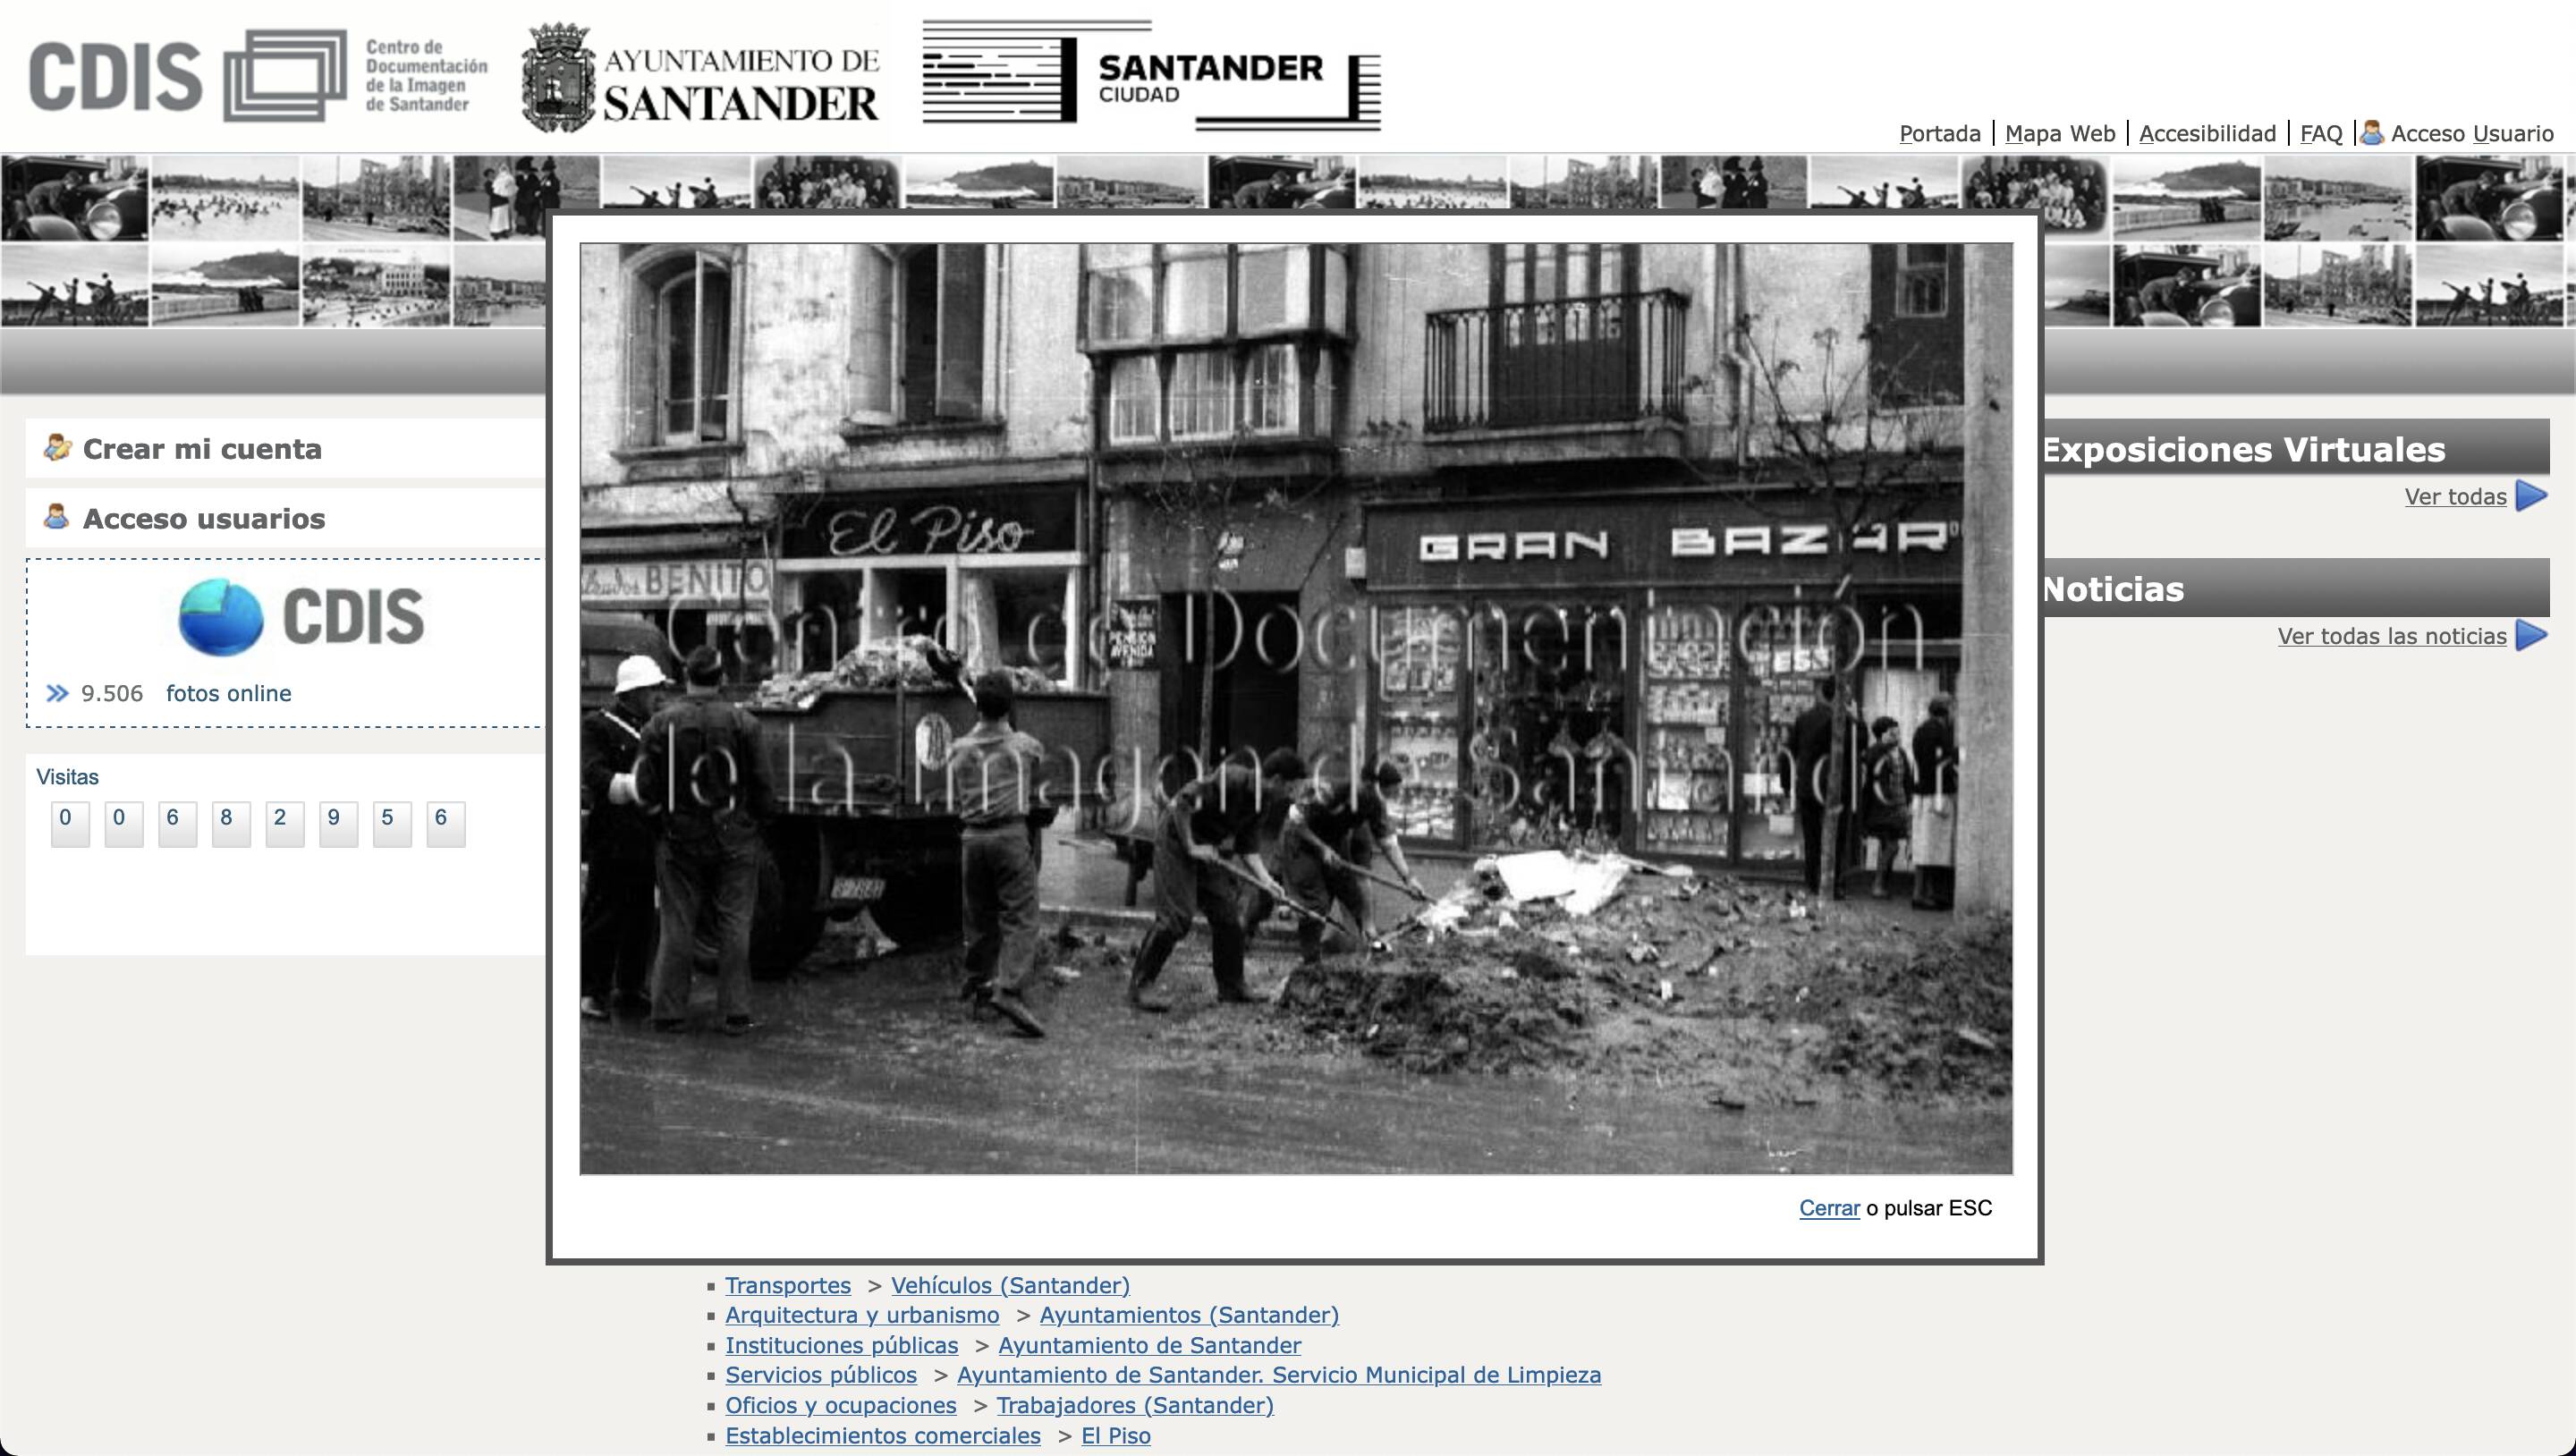 CDIS
Centro de
Documentación
de la Imagen
de Santander
AYUNTAMIENTO DE
SANTANDER
SANTANDER
CIUDAD
Portada | Mapa Web | Accesibilidad | FAQ | Acceso Usuario
Crear mi cuenta
Acceso usuarios
CDIS
9.506 fotos online
Visitas
0 0 6 8 2 9 5 6
El Piso
BENITO
GRAN BAZAR
PENSION
AVENIDA
Centro de Documentación
de la Imagen de Santander
Cerrar o pulsar ESC
Exposiciones Virtuales
Ver todas
Noticias
Ver todas las noticias
Transportes > Vehículos (Santander)
Arquitectura y urbanismo > Ayuntamientos (Santander)
Instituciones públicas > Ayuntamiento de Santander
Servicios públicos > Ayuntamiento de Santander. Servicio Municipal de Limpieza
Oficios y ocupaciones > Trabajadores (Santander)
Establecimientos comerciales > El Piso